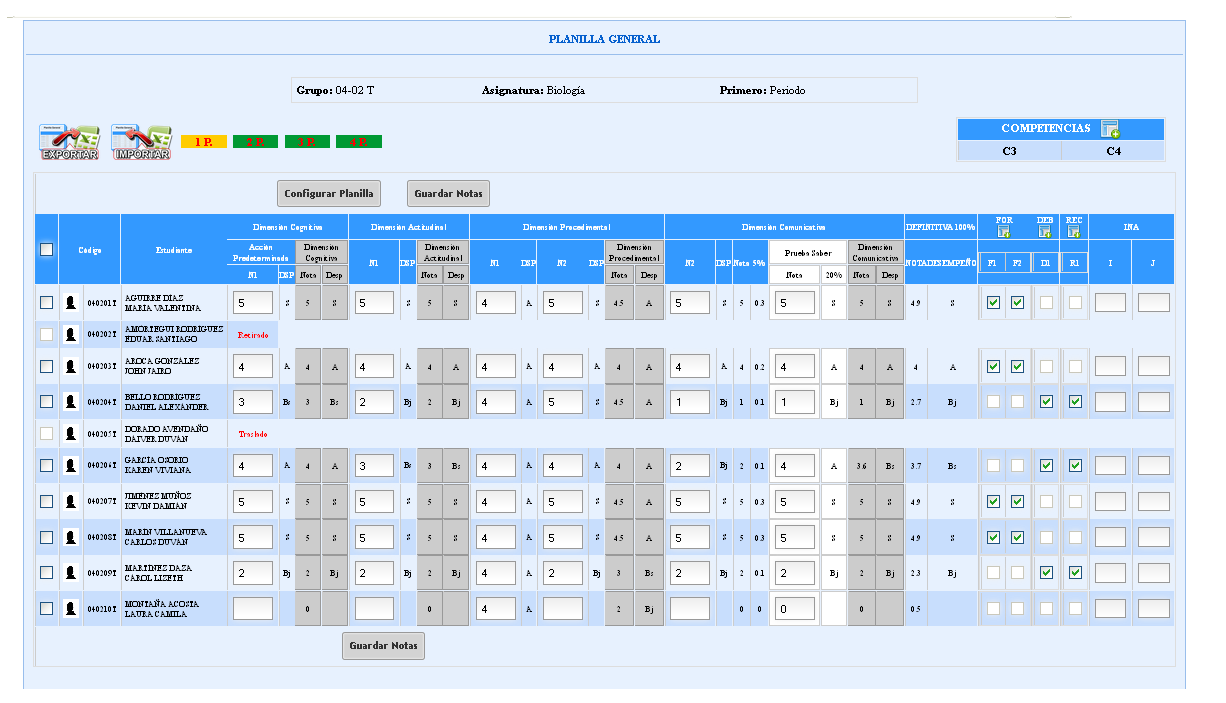 PLANILLA GENERAL
Grupo: 04-02 T Asignatura: Biología Primero: Periodo
EXPORTAR IMPORTAR 1 P. 2 P. 3 P. 4 P.
COMPETENCIAS
C3 C4
Configurar Planilla Guardar Notas
Código Estudiante Dimensión Cognitiva Dimensión Actitudinal Dimensión Procedimental Dimensión Comunicativa DEFINITIVA 100% FOR DEB REC INA
Acción Predeterminada Dimensión Cognitiva N1 DSP Dimensión Actitudinal N1 DSP N2 DSP Dimensión Procedimental N2 DSP Nota 5% Prueba Saber Dimensión Comunicativa NOTA DESEMPEÑO F1 F2 D1 R1 I J
N1 DSP Nota Desp Nota Desp Nota Desp Nota 20% Nota Desp
040201T AGUIRRE DIAZ MARIA VALENTINA 5 S 5 S 5 S 5 S 4 A 5 S 4.5 A 5 S 5 0.3 5 S 5 S 4.9 S
040202T AMORTEGUI RODRIGUEZ EDUAR SANTIAGO Retirado
040203T AROCA GONZALEZ JOHN JAIRO 4 A 4 A 4 A 4 A 4 A 4 A 4 A 4 A 4 0.2 4 A 4 A 4 A
040204T BELLO RODRIGUEZ DANIEL ALEXANDER 3 Bs 3 Bs 2 Bj 2 Bj 4 A 5 S 4.5 A 1 Bj 1 0.1 1 Bj 1 Bj 2.7 Bj
040205T DORADO AVENDAÑO DAIVER DUVAN Traslado
040206T GARCIA OSORIO KAREN VIVIANA 4 A 4 A 3 Bs 3 Bs 4 A 4 A 4 A 2 Bj 2 0.1 4 A 3.6 Bs 3.7 Bs
040207T JIMENEZ MUÑOZ KEVIN DAMIAN 5 S 5 S 5 S 5 S 4 A 5 S 4.5 A 5 S 5 0.3 5 S 5 S 4.9 S
040208T MARIN VILLANUEVA CARLOS DUVAN 5 S 5 S 5 S 5 S 4 A 5 S 4.5 A 5 S 5 0.3 5 S 5 S 4.9 S
040209T MARTINEZ DAZA CAROL LIZETH 2 Bj 2 Bj 2 Bj 2 Bj 4 A 2 Bj 3 Bs 2 Bj 2 0.1 2 Bj 2 Bj 2.3 Bj
040210T MONTAÑA ACOSTA LAURA CAMILA 0 0 4 A 2 Bj 0 0 0 0 0.5
Guardar Notas